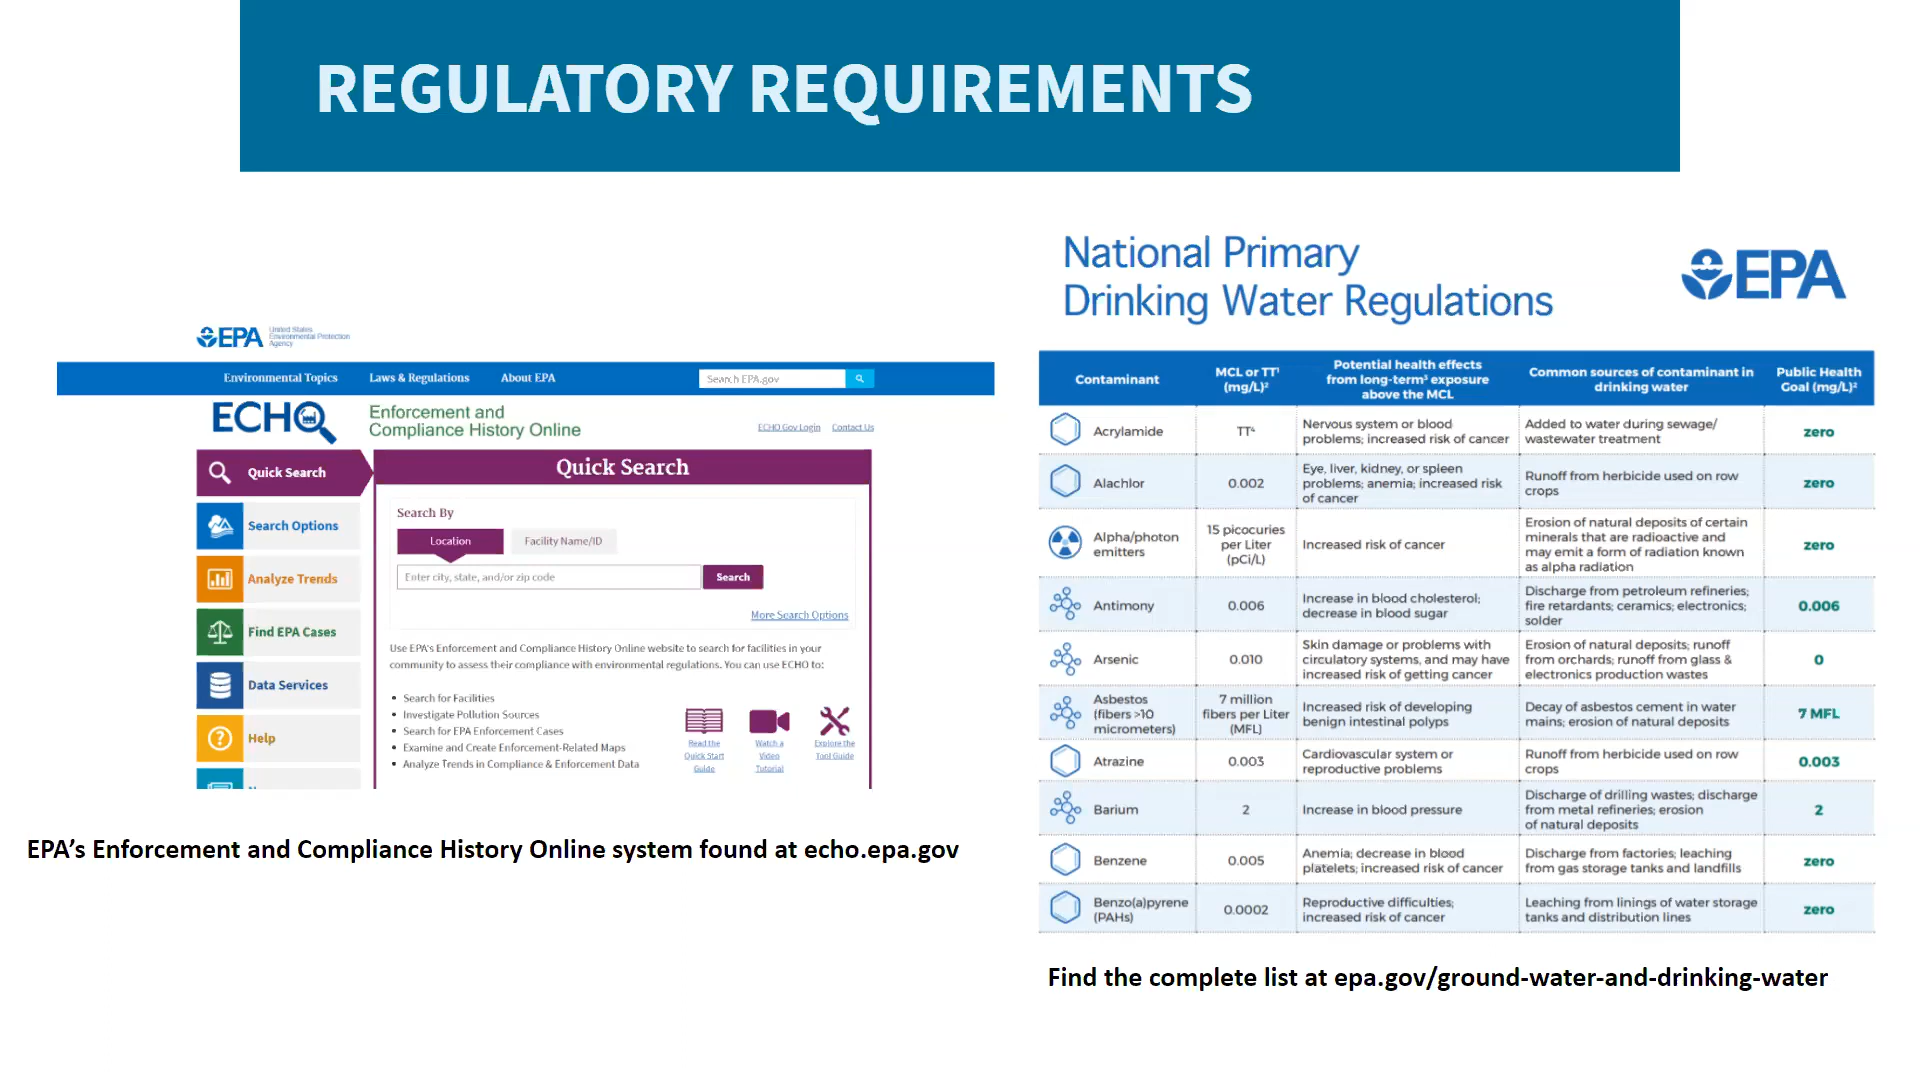 REGULATORY REQUIREMENTS
EPA United States
Environmental Protection
Agency
Environmental Topics Laws & Regulations About EPA Search EPA.gov
ECHO Enforcement and
Compliance History Online
ECHO Gov Login Contact Us
Quick Search
Search Options
Analyze Trends
Find EPA Cases
Data Services
Help
Quick Search
Search By
Location Facility Name/ID
Enter city, state, and/or zip code Search
More Search Options
Use EPA's Enforcement and Compliance History Online website to search for facilities in your
community to assess their compliance with environmental regulations. You can use ECHO to:
• Search for Facilities
• Investigate Pollution Sources
• Search for EPA Enforcement Cases
• Examine and Create Enforcement-Related Maps
• Analyze Trends in Compliance & Enforcement Data
Read the
Quick Start
Guide
Watch a
Video
Tutorial
Explore the
Tool Guide
EPA's Enforcement and Compliance History Online system found at echo.epa.gov
National Primary
Drinking Water Regulations
EPA
Contaminant
MCL or TT¹
(mg/L)²
Potential health effects
from long-term³ exposure
above the MCL
Common sources of contaminant in
drinking water
Public Health
Goal (mg/L)²
Acrylamide
TT⁴
Nervous system or blood
problems; increased risk of cancer
Added to water during sewage/
wastewater treatment
zero
Alachlor
0.002
Eye, liver, kidney, or spleen
problems; anemia; increased risk
of cancer
Runoff from herbicide used on row
crops
zero
Alpha/photon
emitters
15 picocuries
per Liter
(pCi/L)
Increased risk of cancer
Erosion of natural deposits of certain
minerals that are radioactive and
may emit a form of radiation known
as alpha radiation
zero
Antimony
0.006
Increase in blood cholesterol;
decrease in blood sugar
Discharge from petroleum refineries;
fire retardants; ceramics; electronics;
solder
0.006
Arsenic
0.010
Skin damage or problems with
circulatory systems, and may have
increased risk of getting cancer
Erosion of natural deposits; runoff
from orchards; runoff from glass &
electronics production wastes
0
Asbestos
(fibers >10
micrometers)
7 million
fibers per Liter
(MFL)
Increased risk of developing
benign intestinal polyps
Decay of asbestos cement in water
mains; erosion of natural deposits
7 MFL
Atrazine
0.003
Cardiovascular system or
reproductive problems
Runoff from herbicide used on row
crops
0.003
Barium
2
Increase in blood pressure
Discharge of drilling wastes; discharge
from metal refineries; erosion
of natural deposits
2
Benzene
0.005
Anemia; decrease in blood
platelets; increased risk of cancer
Discharge from factories; leaching
from gas storage tanks and landfills
zero
Benzo(a)pyrene
(PAHs)
0.0002
Reproductive difficulties;
increased risk of cancer
Leaching from linings of water storage
tanks and distribution lines
zero
Find the complete list at epa.gov/ground-water-and-drinking-water